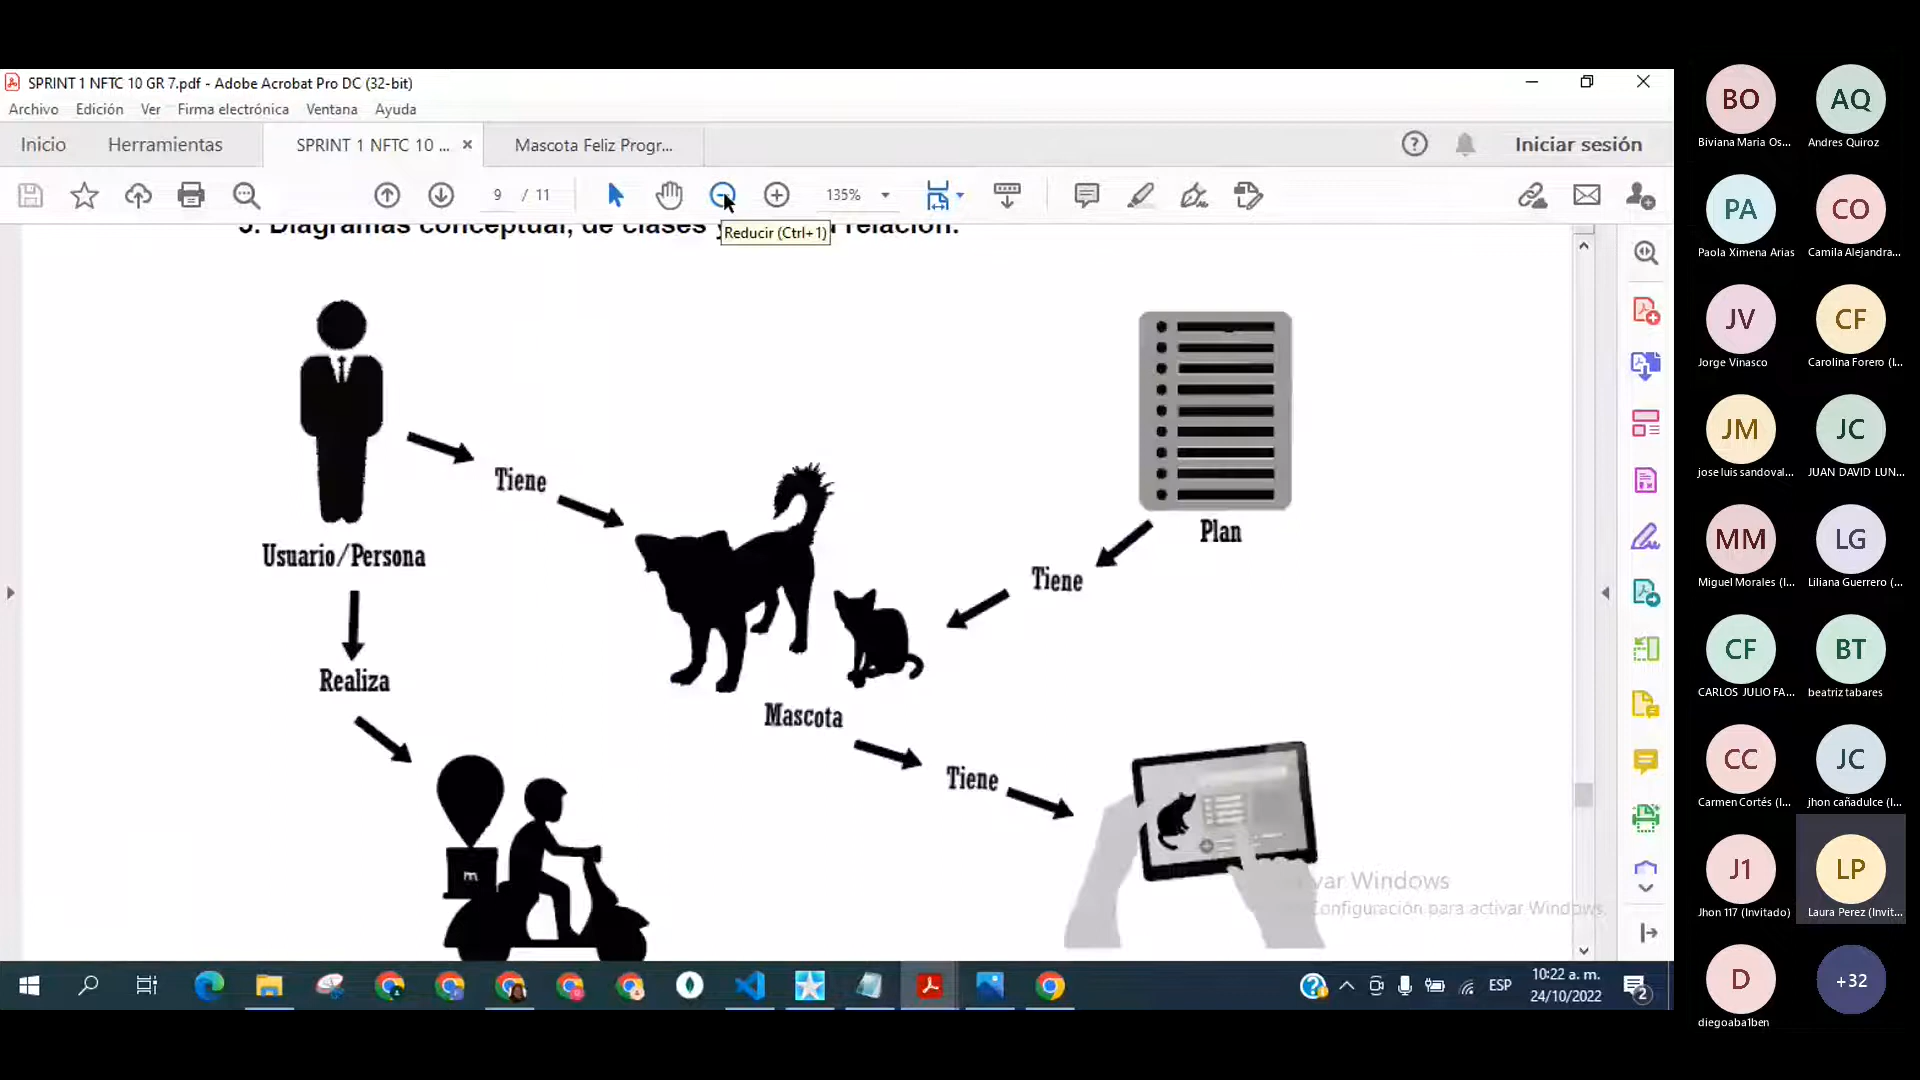 SPRINT 1 NFTC 10 GR 7.pdf - Adobe Acrobat Pro DC (32-bit)
Archivo Edición Ver Firma electrónica Ventana Ayuda
Inicio Herramientas SPRINT 1 NFTC 10 ... × Mascota Feliz Progr... Iniciar sesión
9 / 11 135%
Reducir (Ctrl+1)
Diagramas conceptual, de clases relación.
Tiene
Usuario/Persona
Plan
Tiene
Realiza
Mascota
Tiene
m
Configuración para activar Windows.
ESP
10:22 a. m.
24/10/2022
2
BO
Biviana Maria Os...
AQ
Andres Quiroz
PA
Paola Ximena Arias
CO
Camila Alejandra...
JV
Jorge Vinasco
CF
Carolina Forero (I...
JM
jose luis sandoval...
JC
JUAN DAVID LUN...
MM
Miguel Morales (I...
LG
Liliana Guerrero (...
CF
CARLOS JULIO FA...
BT
beatriz tabares
CC
Carmen Cortés (I...
JC
jhon cañadulce (I...
J1
Jhon 117 (Invitado)
LP
Laura Perez (Invit...
D
diegoaba1ben
+32